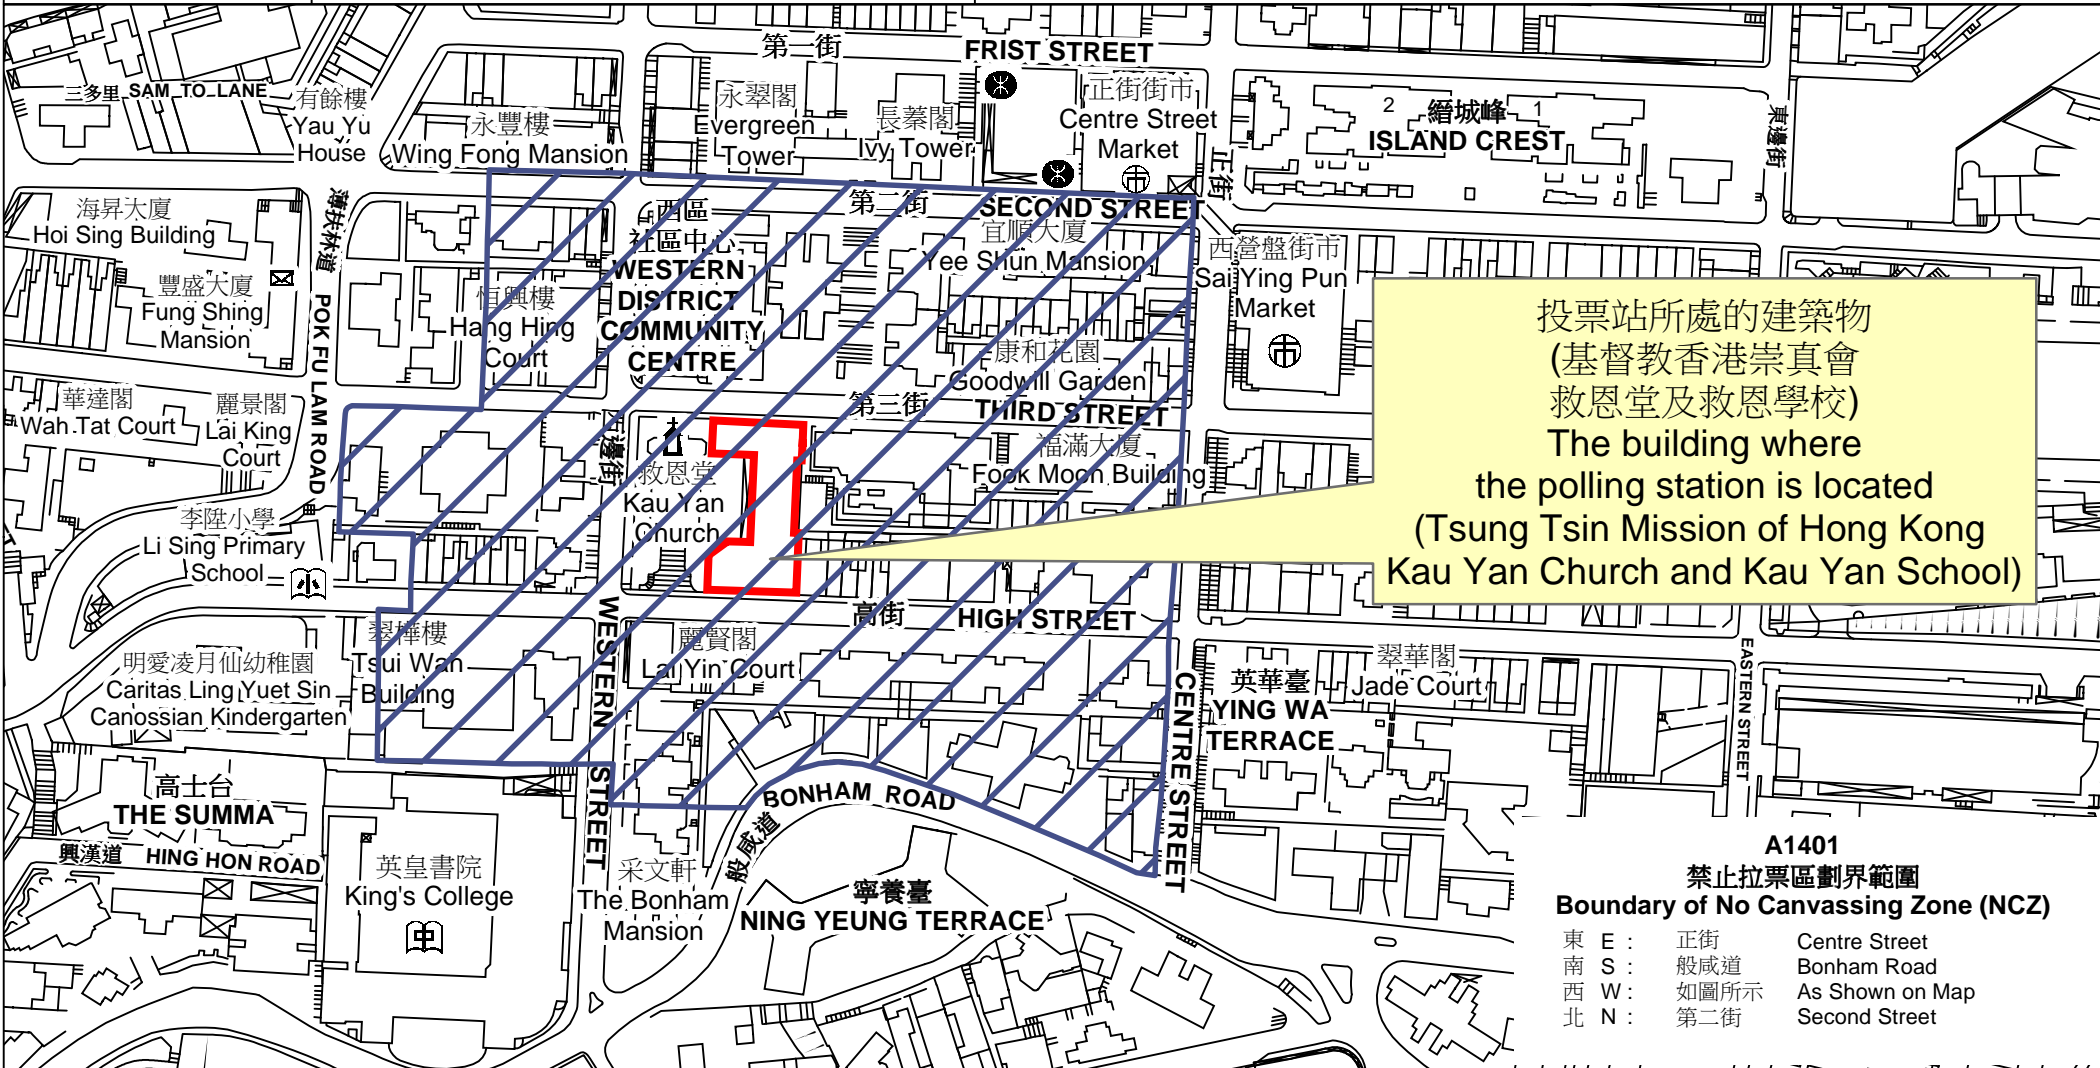 第一街
FRIST STREET
三多里 SAM TO LANE
有餘樓
Yau Yu
House
永豐樓
Wing Fong Mansion
永翠閣
Evergreen
Tower
長蓁閣
Ivy Tower
正街街市
Centre Street
Market
2 縉城峰 1
ISLAND CREST
東邊街
正街
海昇大廈
Hoi Sing Building
豐盛大廈
Fung Shing
Mansion
薄扶林道
POK FU LAM ROAD
恒興樓
Hang Hing
Court
西區
社區中心
WESTERN
DISTRICT
COMMUNITY
CENTRE
第二街
SECOND STREET
宜順大廈
Yee Shun Mansion
西營盤街市
Sai Ying Pun
Market
康和花園
Goodwill Garden
第三街
THIRD STREET
福滿大廈
Fook Moon Building
華達閣
Wah Tat Court
麗景閣
Lai King
Court
西邊街
救恩堂
Kau Yan
Church
李陞小學
Li Sing Primary
School
小
投票站所處的建築物
(基督教香港崇真會
救恩堂及救恩學校)
The building where
the polling station is located
(Tsung Tsin Mission of Hong Kong
Kau Yan Church and Kau Yan School)
高街
HIGH STREET
翠樺樓
Tsui Wah
Building
麗賢閣
Lai Yin Court
WESTERN STREET
明愛凌月仙幼稚園
Caritas Ling Yuet Sin
Canossian Kindergarten
CENTRE STREET
英華臺
YING WA
TERRACE
翠華閣
Jade Court
EASTERN STREET
高士台
THE SUMMA
興漢道 HING HON ROAD
英皇書院
King's College
中
BONHAM ROAD
般咸道
采文軒
The Bonham
Mansion
寧養臺
NING YEUNG TERRACE
A1401
禁止拉票區劃界範圍
Boundary of No Canvassing Zone (NCZ)
東 E : 正街 Centre Street
南 S : 般咸道 Bonham Road
西 W : 如圖所示 As Shown on Map
北 N : 第二街 Second Street